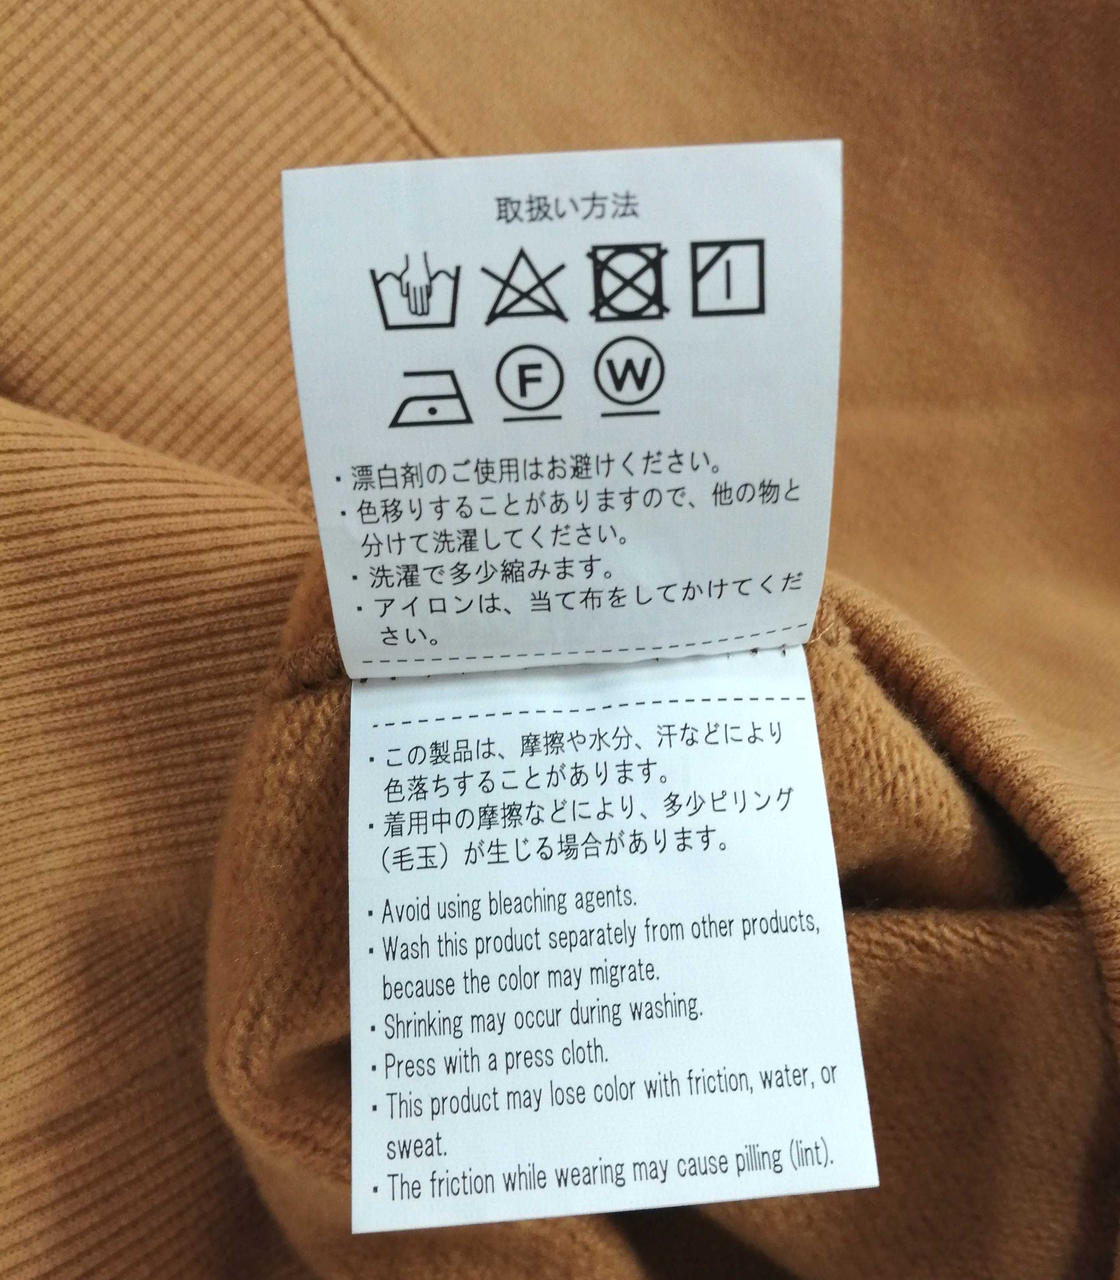 取扱い方法
F W
・漂白剤のご使用はお避けください。
・色移りすることがありますので、他の物と
分けて洗濯してください。
・洗濯で多少縮みます。
・アイロンは、当て布をしてかけてくだ
さい。
・この製品は、摩擦や水分、汗などにより
色落ちすることがあります。
・着用中の摩擦などにより、多少ピリング
（毛玉）が生じる場合があります。
・Avoid using bleaching agents.
・Wash this product separately from other products,
because the color may migrate.
・Shrinking may occur during washing.
・Press with a press cloth.
・This product may lose color with friction, water, or
sweat.
・The friction while wearing may cause pilling (lint).